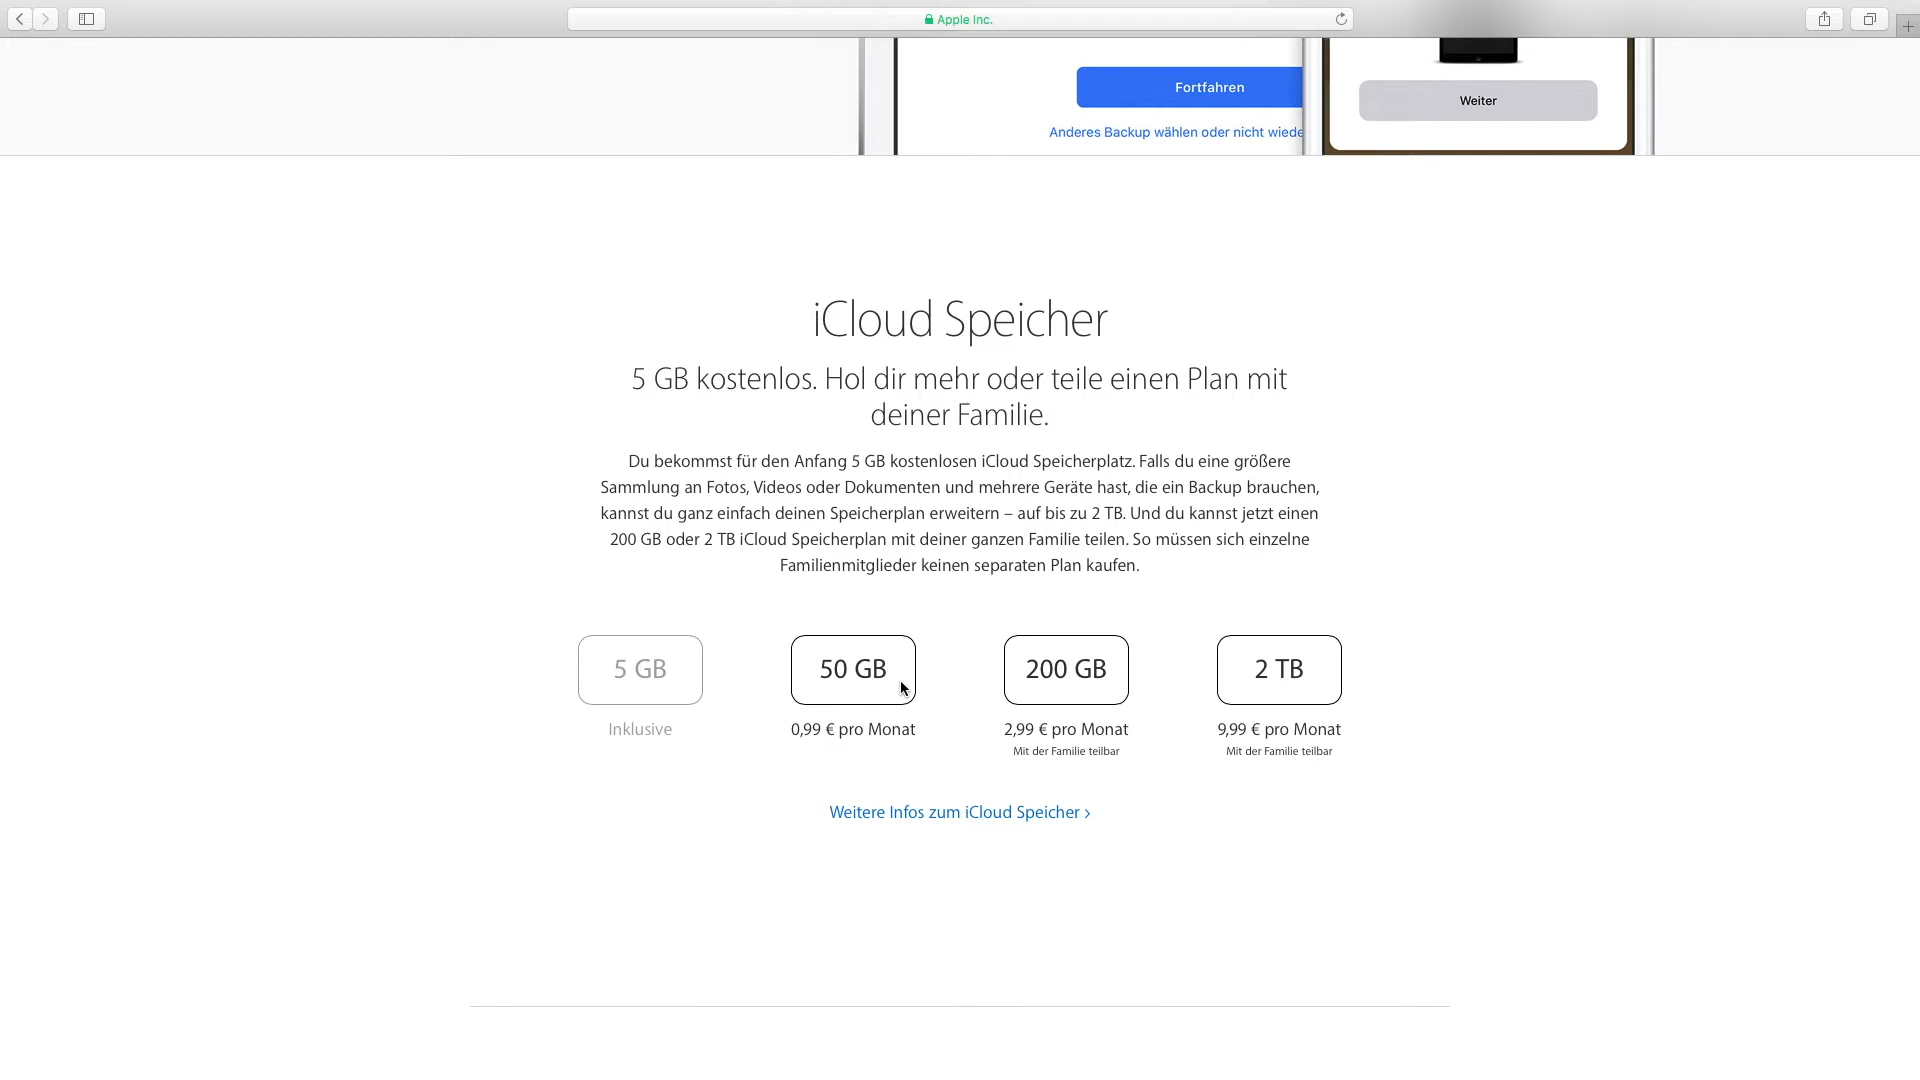 Apple Inc.
Fortfahren
Weiter
Anderes Backup wählen oder nicht wiede
iCloud Speicher
5 GB kostenlos. Hol dir mehr oder teile einen Plan mit
deiner Familie.
Du bekommst für den Anfang 5 GB kostenlosen iCloud Speicherplatz. Falls du eine größere
Sammlung an Fotos, Videos oder Dokumenten und mehrere Geräte hast, die ein Backup brauchen,
kannst du ganz einfach deinen Speicherplan erweitern – auf bis zu 2 TB. Und du kannst jetzt einen
200 GB oder 2 TB iCloud Speicherplan mit deiner ganzen Familie teilen. So müssen sich einzelne
Familienmitglieder keinen separaten Plan kaufen.
5 GB
50 GB
200 GB
2 TB
Inklusive
0,99 € pro Monat
2,99 € pro Monat
9,99 € pro Monat
Mit der Familie teilbar
Mit der Familie teilbar
Weitere Infos zum iCloud Speicher ›